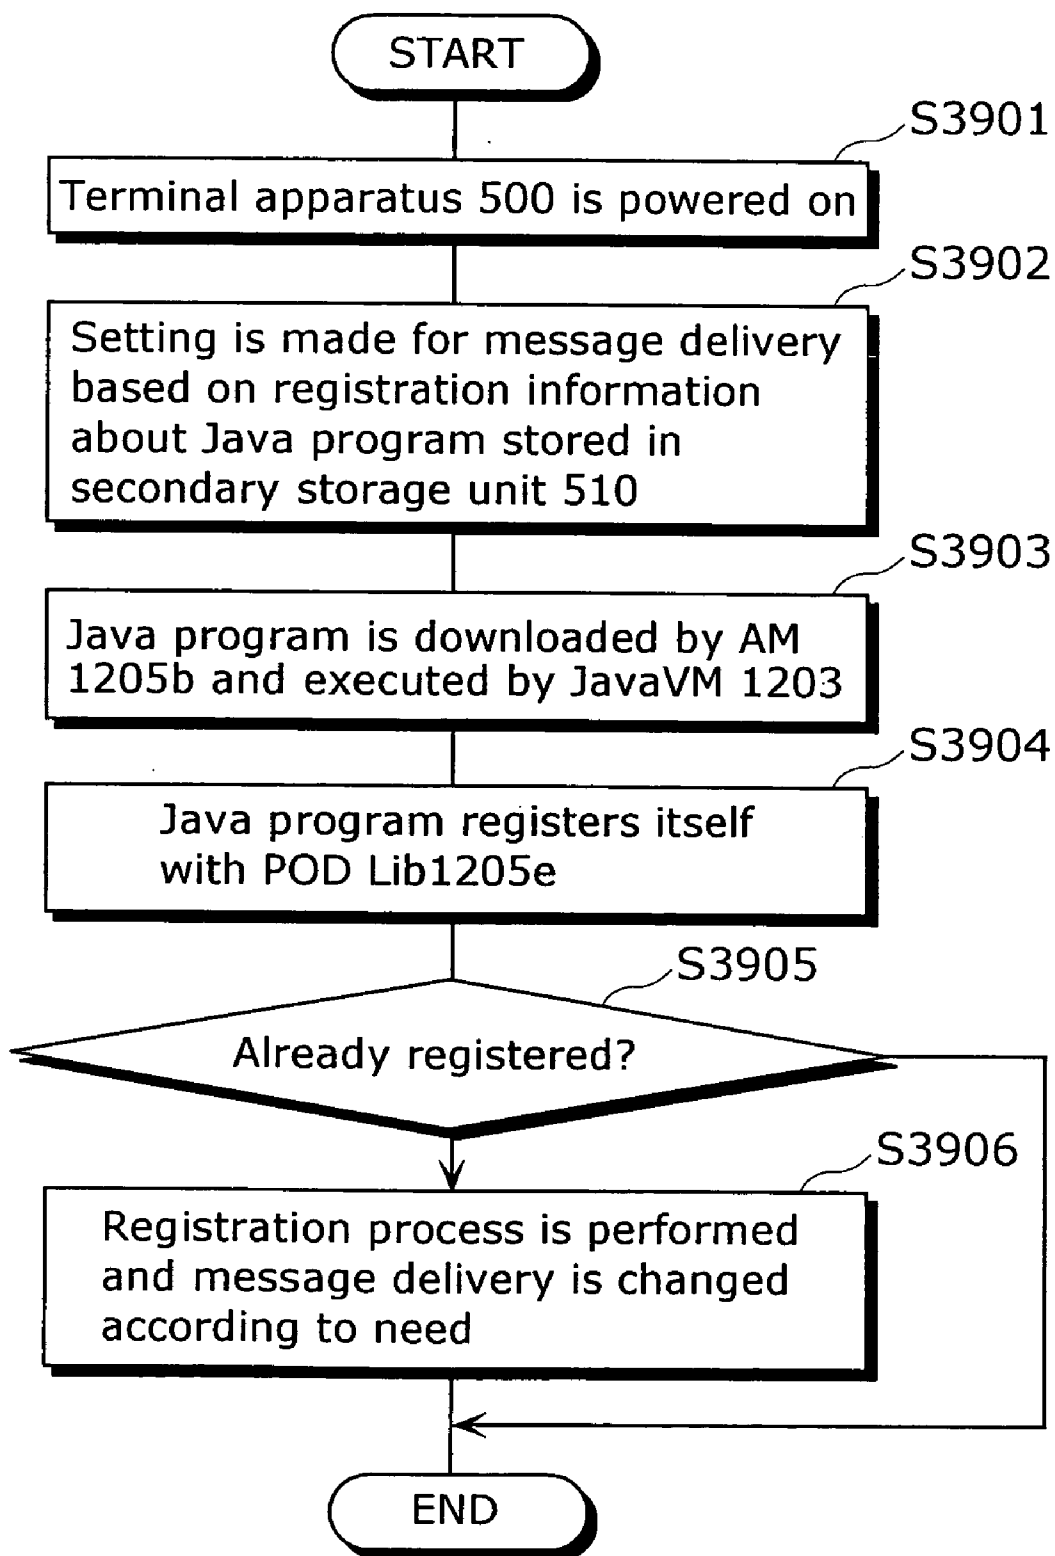 START
S3901
Terminal apparatus 500 is powered on
S3902
Setting is made for message delivery
based on registration information
about Java program stored in
secondary storage unit 510
S3903
Java program is downloaded by AM
1205b and executed by JavaVM 1203
S3904
Java program registers itself
with POD Lib1205e
S3905
Already registered?
S3906
Registration process is performed
and message delivery is changed
according to need
END